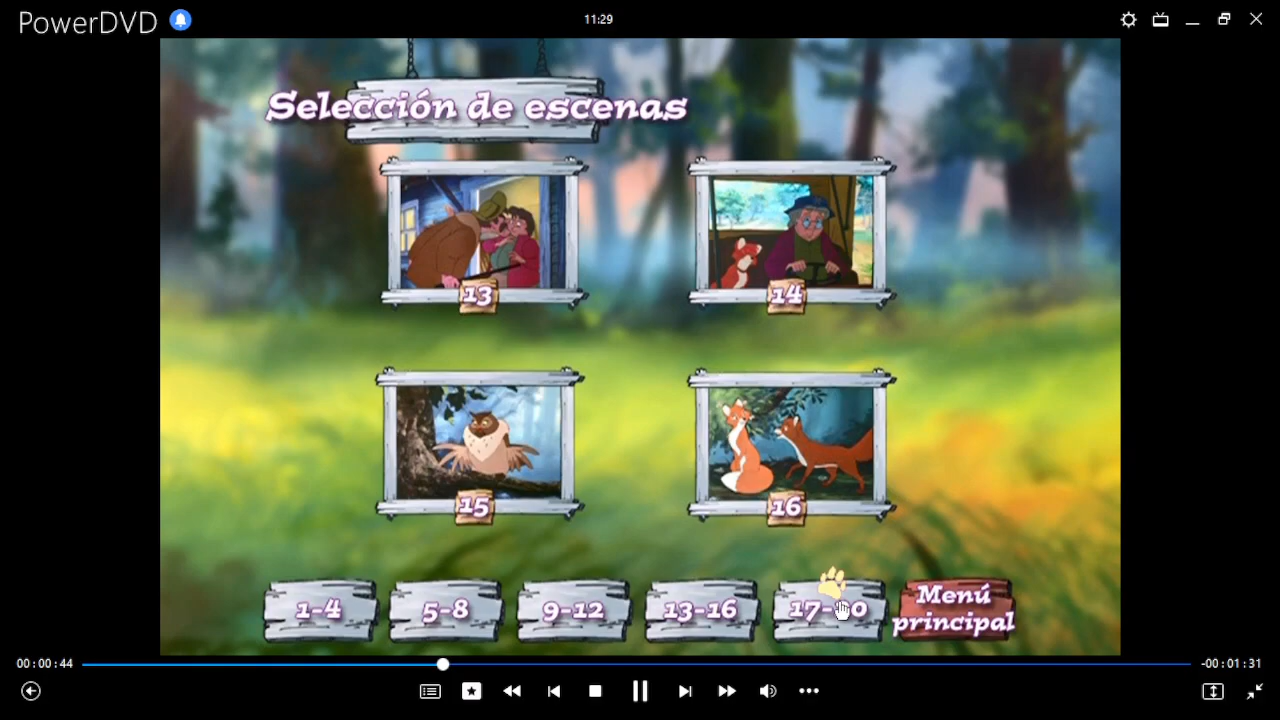 PowerDVD
11:29
Selección de escenas
13
14
15
16
1-4
5-8
9-12
13-16
Menú
principal
00:00:44
-00:01:31